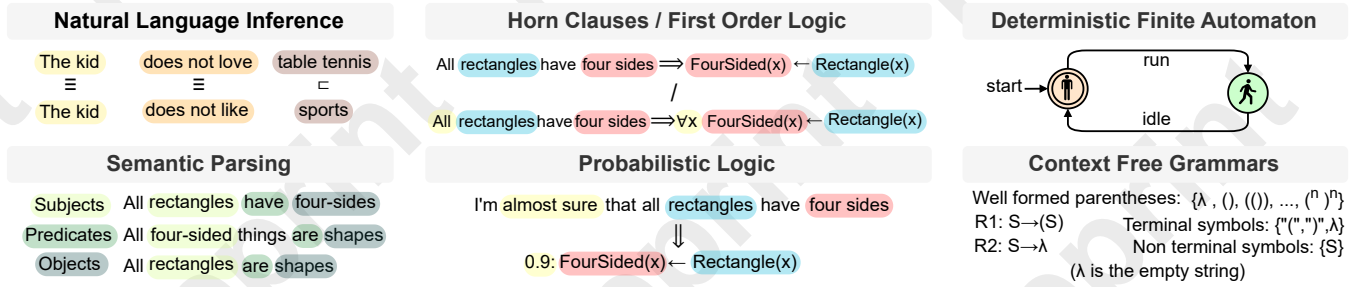 Natural Language Inference
The kid does not love table tennis
≡ ≡ ⊏
The kid does not like sports
Horn Clauses / First Order Logic
All rectangles have four sides ⟹ FourSided(x) ← Rectangle(x)
/
All rectangles have four sides ⟹ ∀x FourSided(x) ← Rectangle(x)
Deterministic Finite Automaton
run
start
idle
Semantic Parsing
Subjects All rectangles have four-sides
Predicates All four-sided things are shapes
Objects All rectangles are shapes
Probabilistic Logic
I'm almost sure that all rectangles have four sides
⇓
0.9: FourSided(x) ← Rectangle(x)
Context Free Grammars
Well formed parentheses: {λ , (), (()), ..., (ⁿ )ⁿ}
R1: S→(S) Terminal symbols: {"(",")",λ}
R2: S→λ Non terminal symbols: {S}
(λ is the empty string)